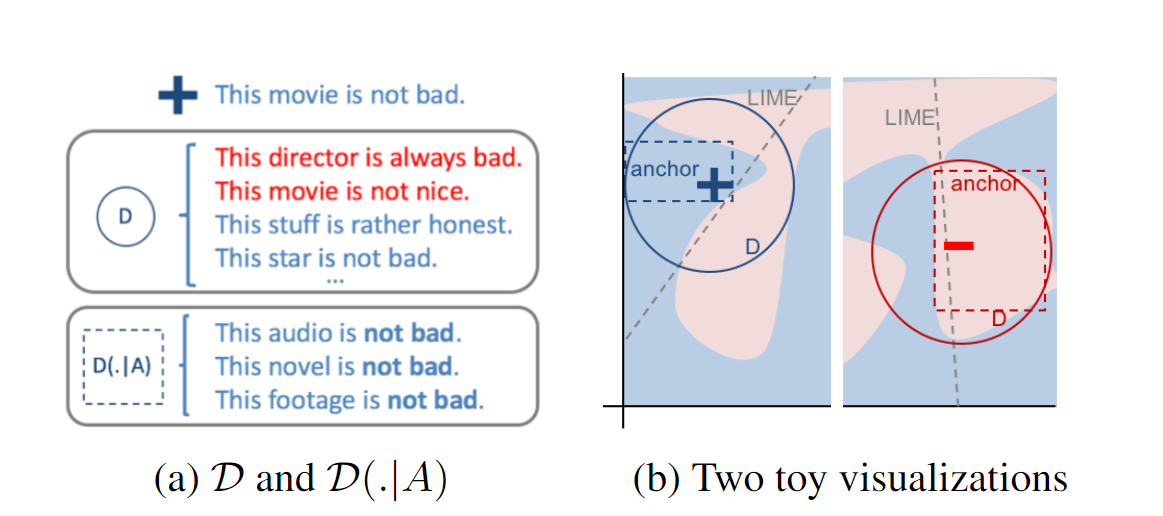 This movie is not bad.
D
This director is always bad.
This movie is not nice.
This stuff is rather honest.
This star is not bad.
...
D(.|A)
This audio is not bad.
This novel is not bad.
This footage is not bad.
(a) 𝒟 and 𝒟(.|A)
LIME
anchor
D
LIME
anchor
D
(b) Two toy visualizations